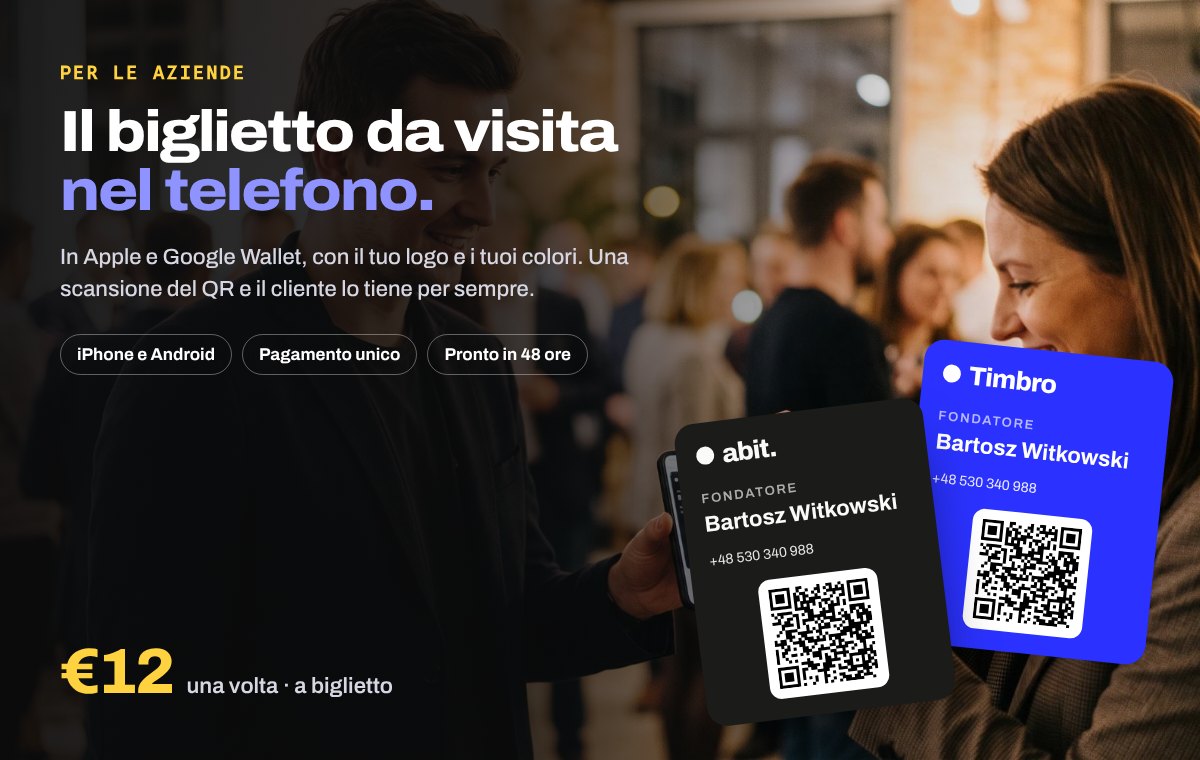 PER LE AZIENDE
Il biglietto da visita
nel telefono.
In Apple e Google Wallet, con il tuo logo e i tuoi colori. Una
scansione del QR e il cliente lo tiene per sempre.
iPhone e Android
Pagamento unico
Pronto in 48 ore
Timbro
FONDATORE
Bartosz Witkowski
+48 530 340 988
abit.
FONDATORE
Bartosz Witkowski
+48 530 340 988
€12 una volta · a biglietto